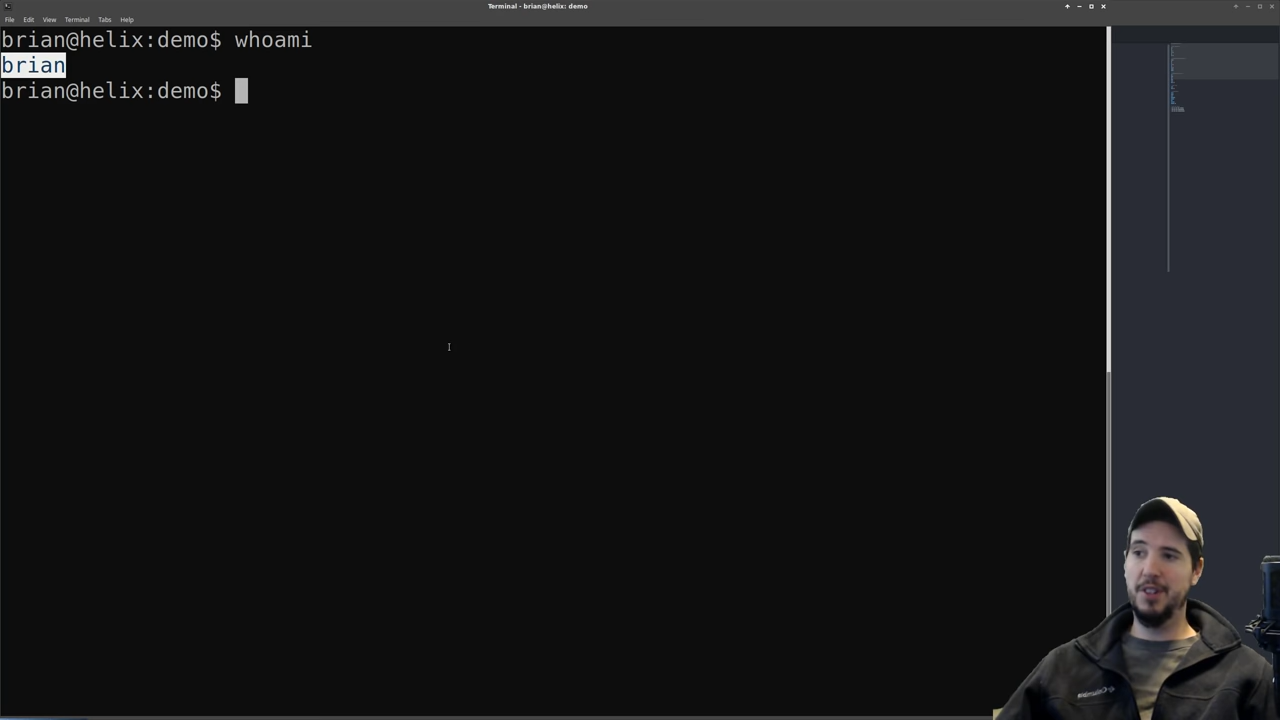 Terminal - brian@helix: demo
File Edit View Terminal Tabs Help
brian@helix:demo$ whoami
brian
brian@helix:demo$